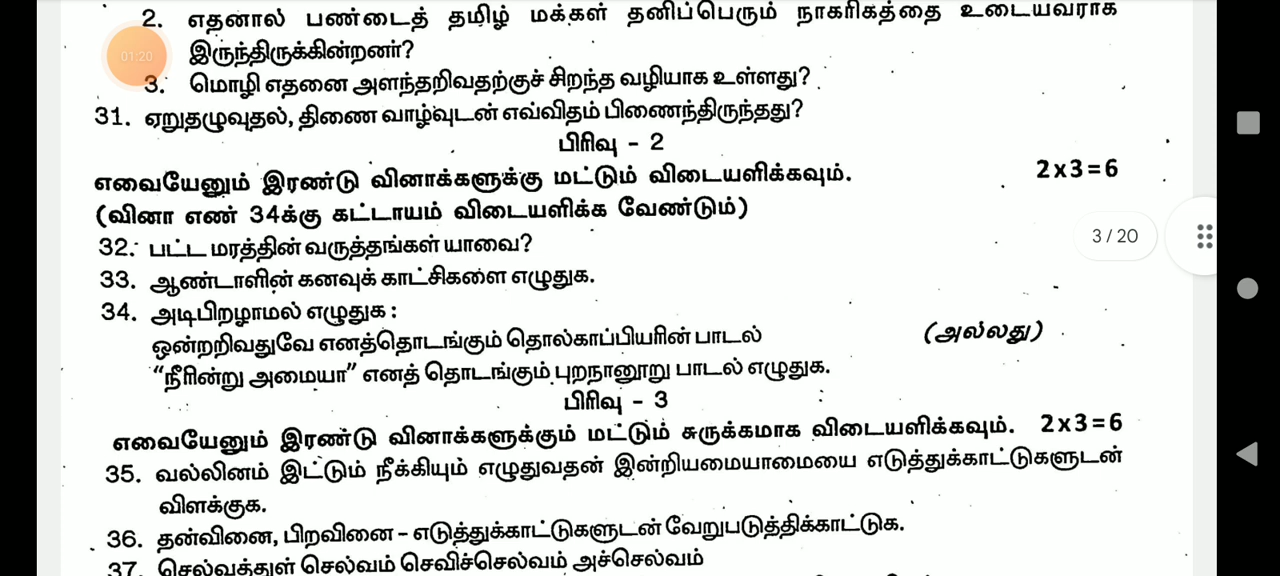 2. எதனால் பண்டைத் தமிழ் மக்கள் தனிப்பெரும் நாகரிகத்தை உடையவராக
01:20
இருந்திருக்கின்றனர்?
3. மொழி எதனை அளந்தறிவதற்குச் சிறந்த வழியாக உள்ளது?
31. ஏறுதழுவுதல், திணை வாழ்வுடன் எவ்விதம் பிணைந்திருந்தது?
பிரிவு - 2
எவையேனும் இரண்டு வினாக்களுக்கு மட்டும் விடையளிக்கவும். 2x3=6
(வினா எண் 34க்கு கட்டாயம் விடையளிக்க வேண்டும்)
3 / 20
32. பட்ட மரத்தின் வருத்தங்கள் யாவை?
33. ஆண்டாளின் கனவுக் காட்சிகளை எழுதுக.
34. அடிபிறழாமல் எழுதுக :
ஒன்றறிவதுவே எனத்தொடங்கும் தொல்காப்பியரின் பாடல் (அல்லது)
“நீரின்று அமையா” எனத் தொடங்கும் புறநானூறு பாடல் எழுதுக.
பிரிவு - 3
எவையேனும் இரண்டு வினாக்களுக்கும் மட்டும் சுருக்கமாக விடையளிக்கவும். 2x3=6
35. வல்லினம் இட்டும் நீக்கியும் எழுதுவதன் இன்றியமையாமையை எடுத்துக்காட்டுகளுடன்
விளக்குக.
36. தன்வினை, பிறவினை – எடுத்துக்காட்டுகளுடன் வேறுபடுத்திக்காட்டுக.
37. செல்வத்துள் செல்வம் செவிச்செல்வம் அச்செல்வம்